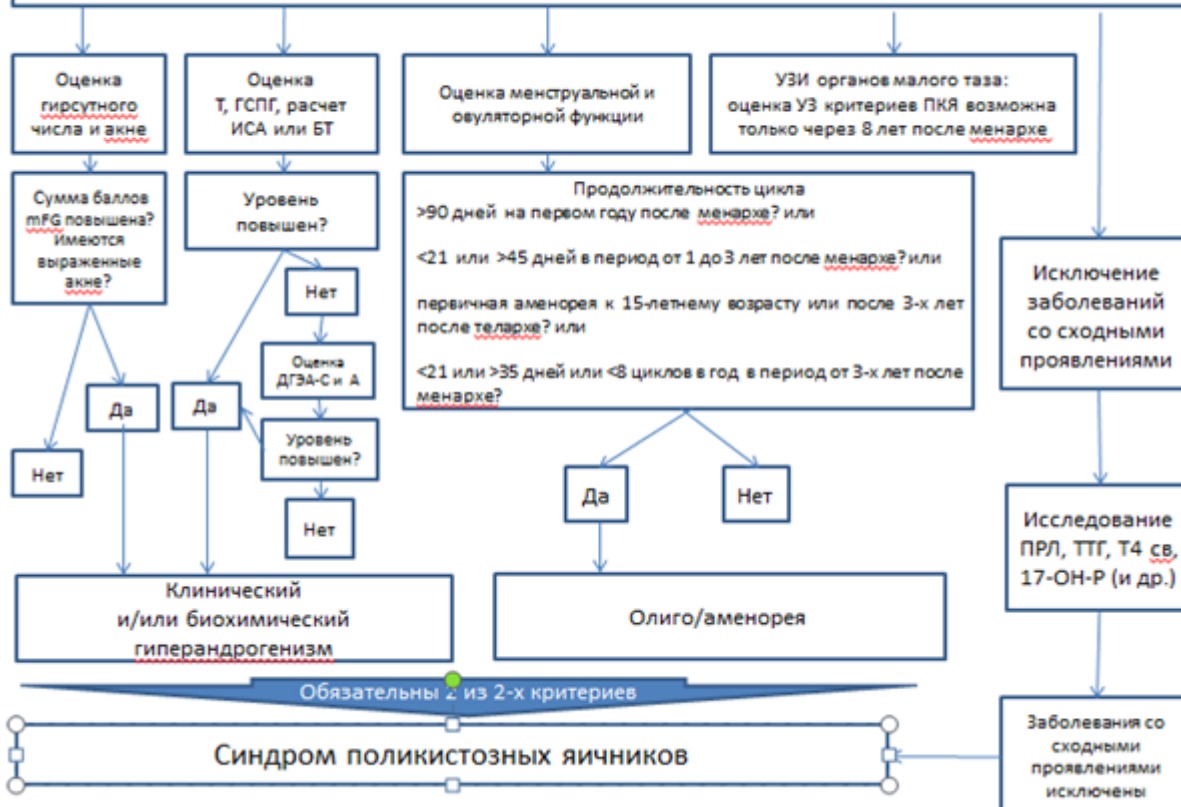 Оценка
гирсутного
числа и акне
Оценка
Т, ГСПГ, расчет
ИСА или БТ
Оценка менструальной и
овуляторной функции
УЗИ органов малого таза:
оценка УЗ критериев ПКЯ возможна
только через 8 лет после менархе
Сумма баллов
mFG повышена?
Имеются
выраженные
акне?
Уровень
повышен?
Продолжительность цикла
>90 дней на первом году после менархе? или
<21 или >45 дней в период от 1 до 3 лет после менархе? или
первичная аменорея к 15-летнему возрасту или после 3-х лет
после телархе? или
<21 или >35 дней или <8 циклов в год в период от 3-х лет после
менархе?
Исключение
заболеваний
со сходными
проявлениями
Нет
Оценка
ДГЭА-С и А
Да
Да
Уровень
повышен?
Нет
Нет
Да
Нет
Исследование
ПРЛ, ТТГ, Т4 св,
17-ОН-Р (и др.)
Клинический
и/или биохимический
гиперандрогенизм
Олиго/аменорея
Обязательны 2 из 2-х критериев
Синдром поликистозных яичников
Заболевания со
сходными
проявлениями
исключены